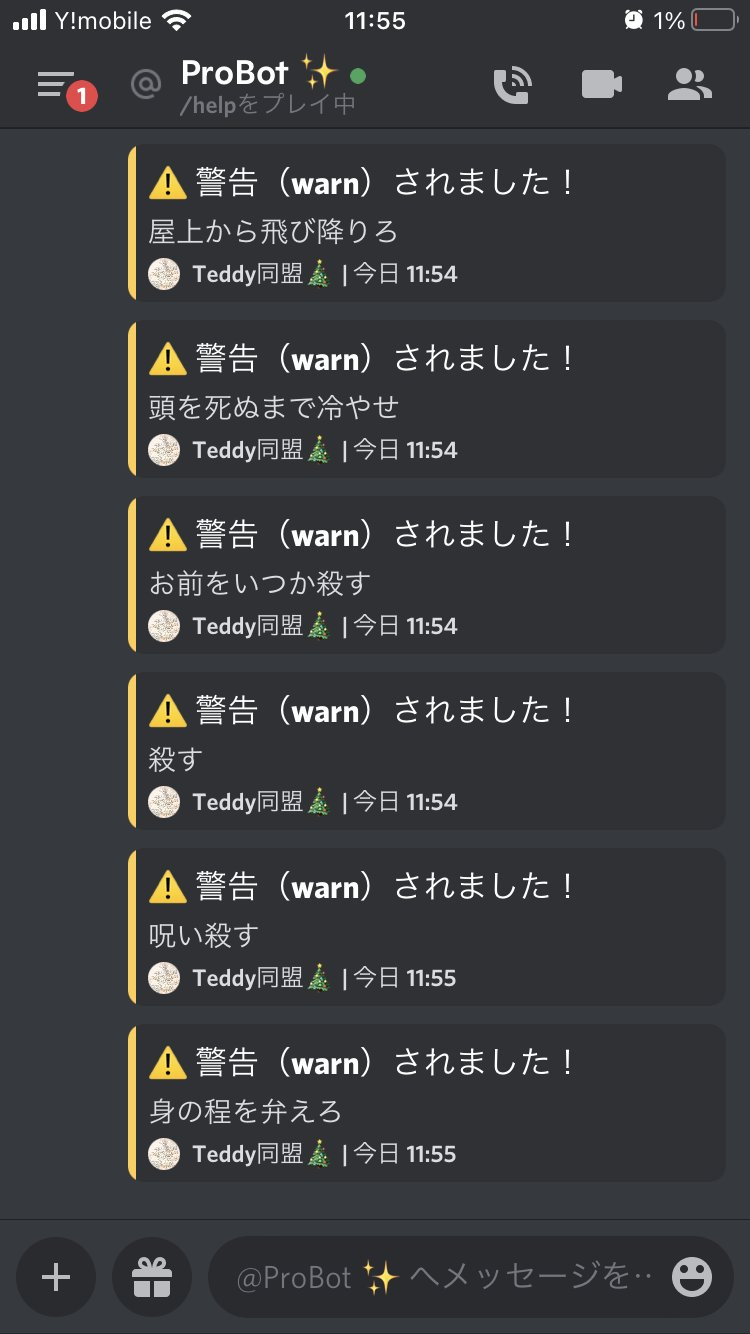 Y!mobile 11:55 1%
1 @ ProBot ✨
/helpをプレイ中
⚠️ 警告（warn）されました！
屋上から飛び降りろ
Teddy同盟🎄 | 今日 11:54
⚠️ 警告（warn）されました！
頭を死ぬまで冷やせ
Teddy同盟🎄 | 今日 11:54
⚠️ 警告（warn）されました！
お前をいつか殺す
Teddy同盟🎄 | 今日 11:54
⚠️ 警告（warn）されました！
殺す
Teddy同盟🎄 | 今日 11:54
⚠️ 警告（warn）されました！
呪い殺す
Teddy同盟🎄 | 今日 11:55
⚠️ 警告（warn）されました！
身の程を弁えろ
Teddy同盟🎄 | 今日 11:55
@ProBot ✨ へメッセージを…